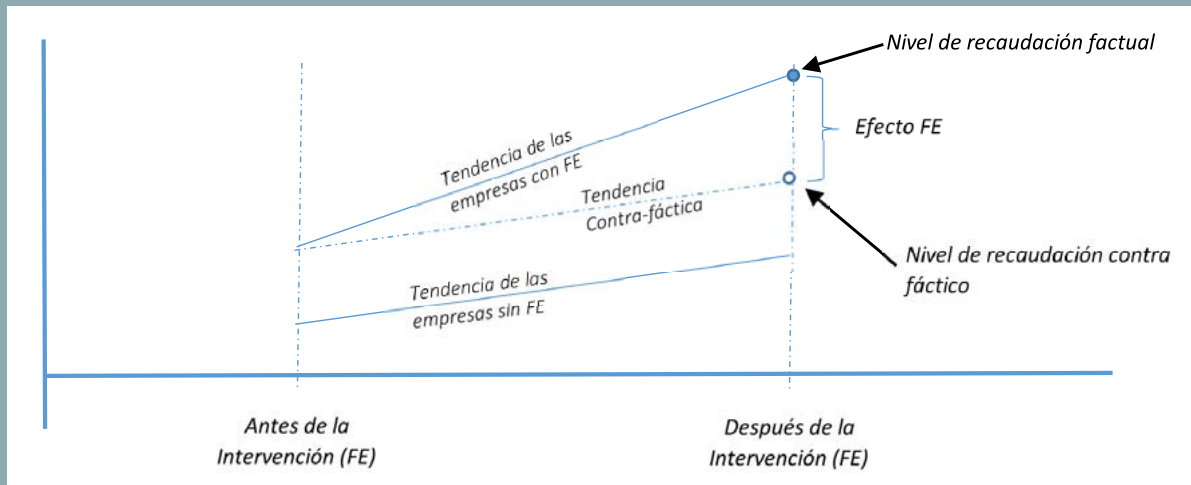 Nivel de recaudación factual
Efecto FE
Tendencia de las
empresas con FE
Tendencia
Contra-fáctica
Nivel de recaudación contra
fáctico
Tendencia de las
empresas sin FE
Antes de la
Intervención (FE)
Después de la
Intervención (FE)